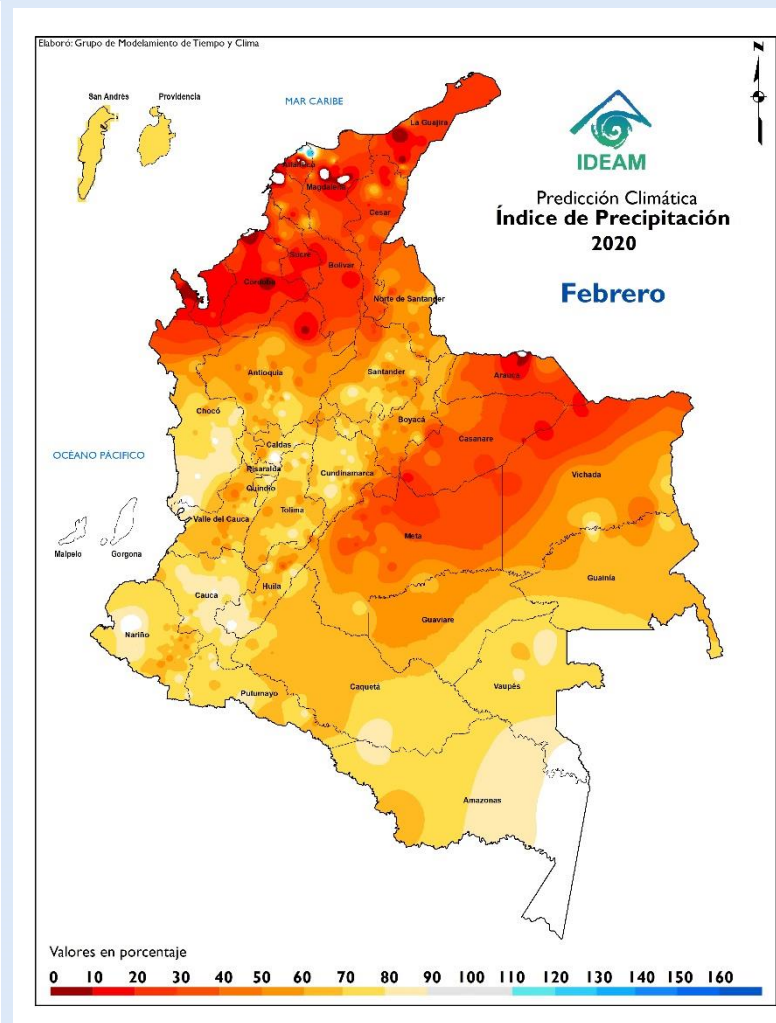 Elaboró: Grupo de Modelamiento de Tiempo y Clima
N
San Andrés
Providencia
MAR CARIBE
La Guajira
IDEAM
Predicción Climática
Índice de Precipitación
2020
Febrero
Magdalena
Cesar
Sucre
Bolívar
Córdoba
Norte de Santander
Antioquia
Santander
Arauca
Chocó
Boyacá
Casanare
OCÉANO PÁCIFICO
Caldas
Risaralda
Cundinamarca
Vichada
Quindío
Tolima
Valle del Cauca
Malpelo
Gorgona
Meta
Cauca
Huila
Guainía
Nariño
Guaviare
Putumayo
Caquetá
Vaupés
Amazonas
Valores en porcentaje
0 10 20 30 40 50 60 70 80 90 100 110 120 130 140 150 160